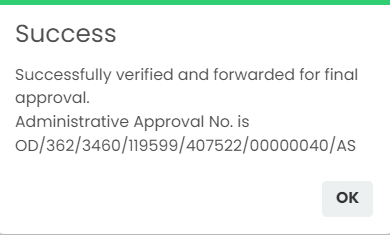 Success
Successfully verified and forwarded for final
approval.
Administrative Approval No. is
OD/362/3460/119599/407522/00000040/AS
OK